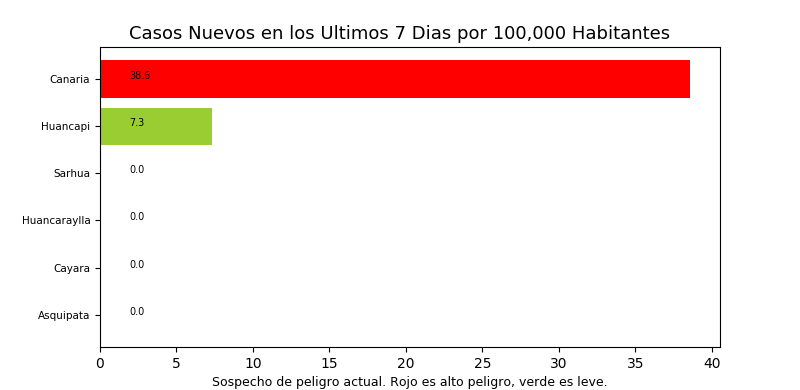 Casos Nuevos en los Ultimos 7 Dias por 100,000 Habitantes
Canaria 38.6
Huancapi 7.3
Sarhua 0.0
Huancaraylla 0.0
Cayara 0.0
Asquipata 0.0
0 5 10 15 20 25 30 35 40
Sospecho de peligro actual. Rojo es alto peligro, verde es leve.